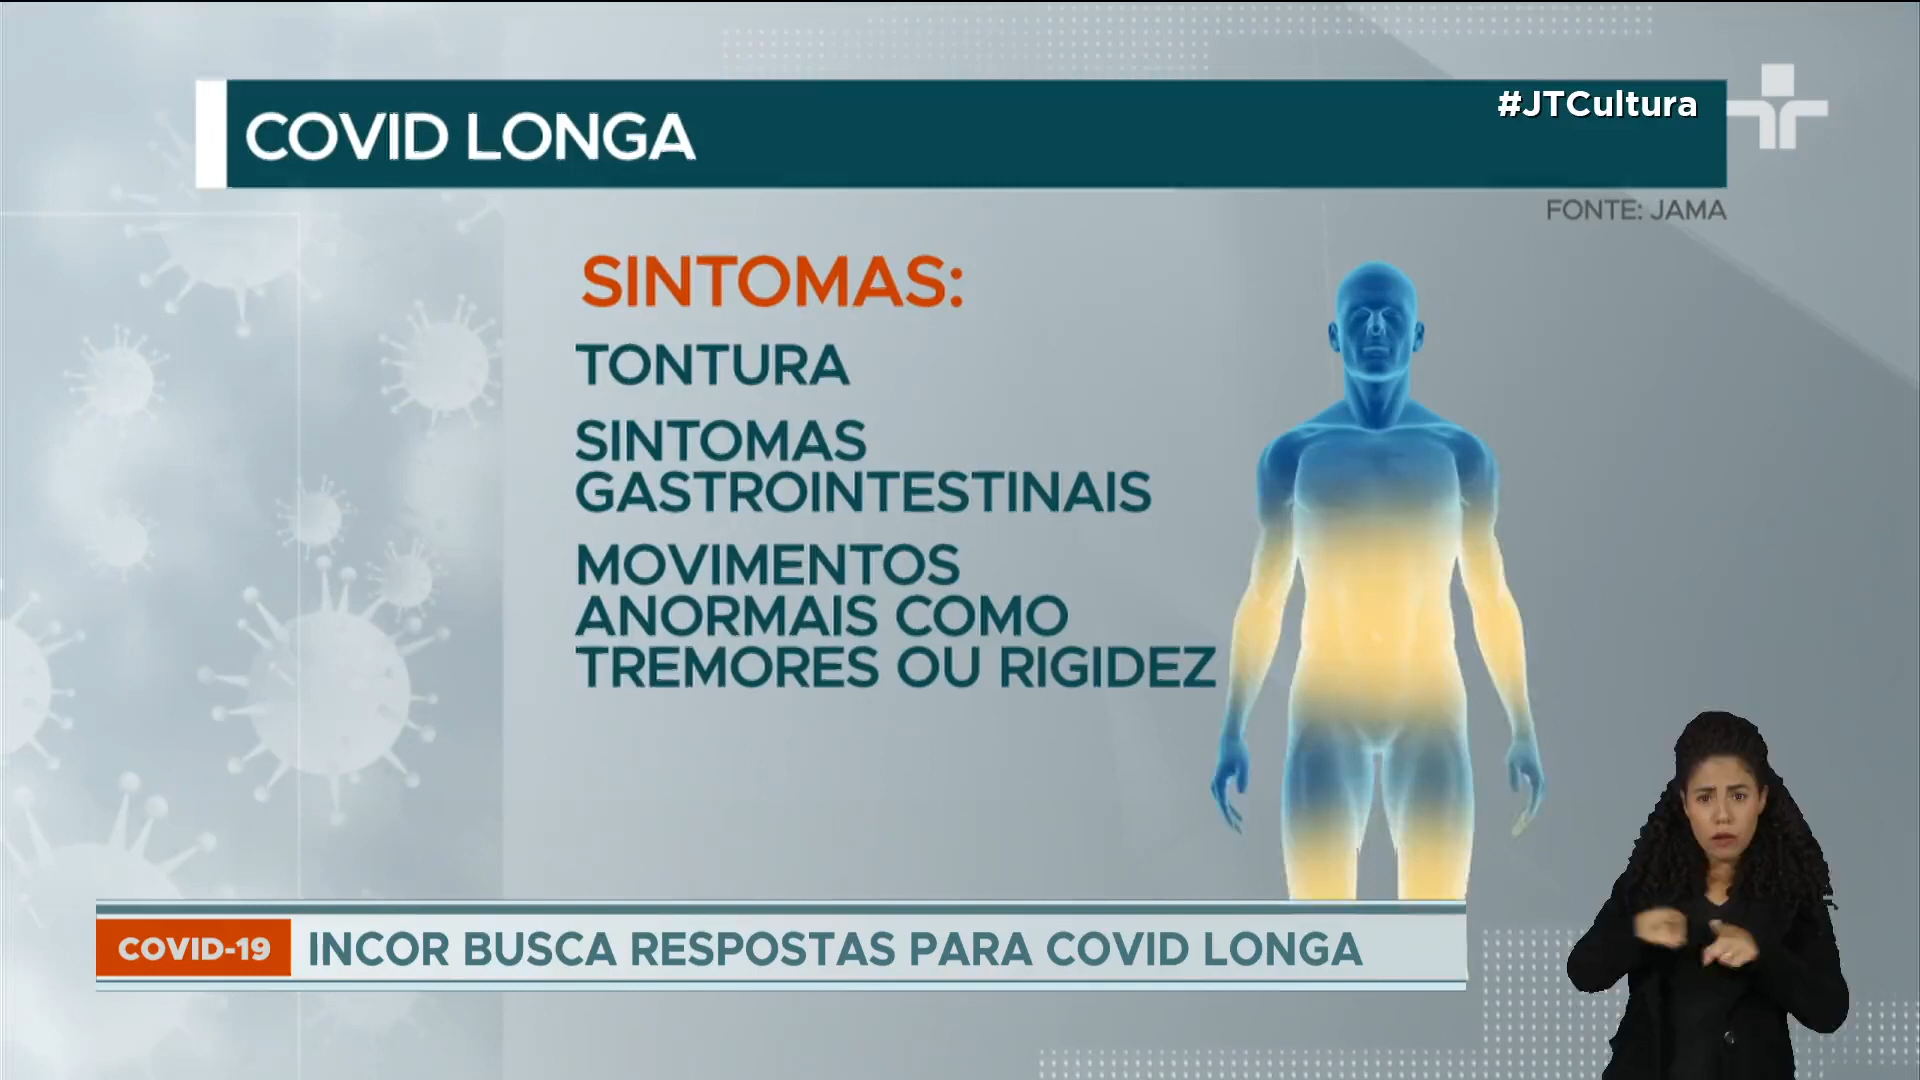 #JTCultura
COVID LONGA
FONTE: JAMA
SINTOMAS:
TONTURA
SINTOMAS
GASTROINTESTINAIS
MOVIMENTOS
ANORMAIS COMO
TREMORES OU RIGIDEZ
COVID-19
INCOR BUSCA RESPOSTAS PARA COVID LONGA